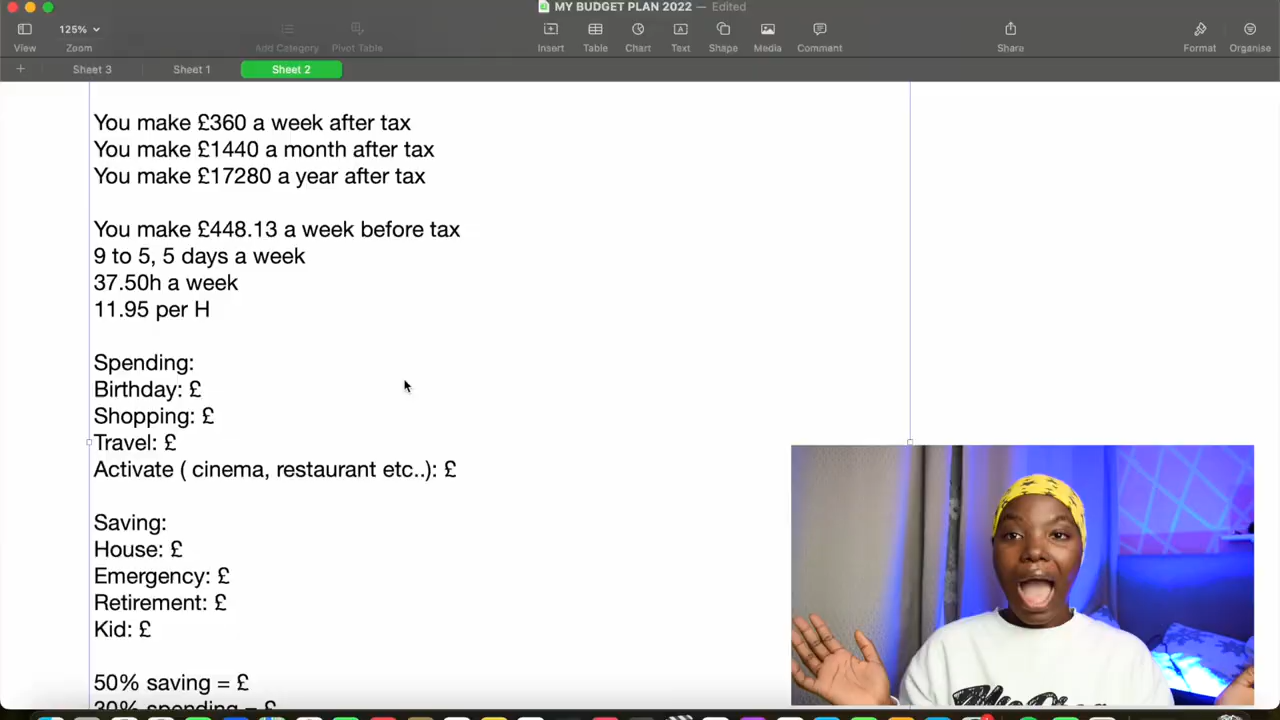 MY BUDGET PLAN 2022 — Edited
125%
View
Zoom
Add Category
Pivot Table
Insert
Table
Chart
Text
Shape
Media
Comment
Share
Format
Organise
Sheet 3
Sheet 1
Sheet 2
You make £360 a week after tax
You make £1440 a month after tax
You make £17280 a year after tax
You make £448.13 a week before tax
9 to 5, 5 days a week
37.50h a week
11.95 per H
Spending:
Birthday: £
Shopping: £
Travel: £
Activate ( cinema, restaurant etc..): £
Saving:
House: £
Emergency: £
Retirement: £
Kid: £
50% saving = £
spending = £